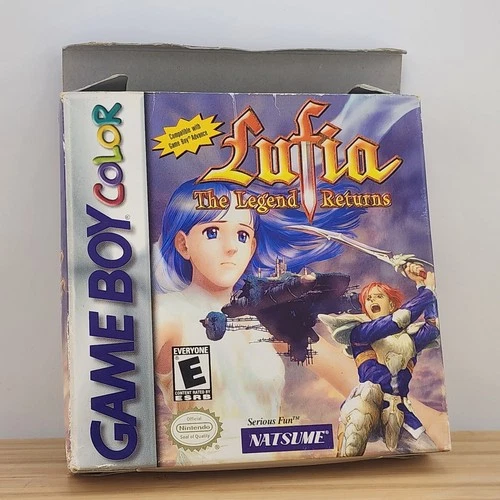 GAME BOY COLOR
Compatible with
Game Boy® Advance
Lufia
The Legend Returns
EVERYONE
E
CONTENT RATED BY
ESRB
Official
Nintendo
Seal of Quality
Serious Fun™
NATSUME®